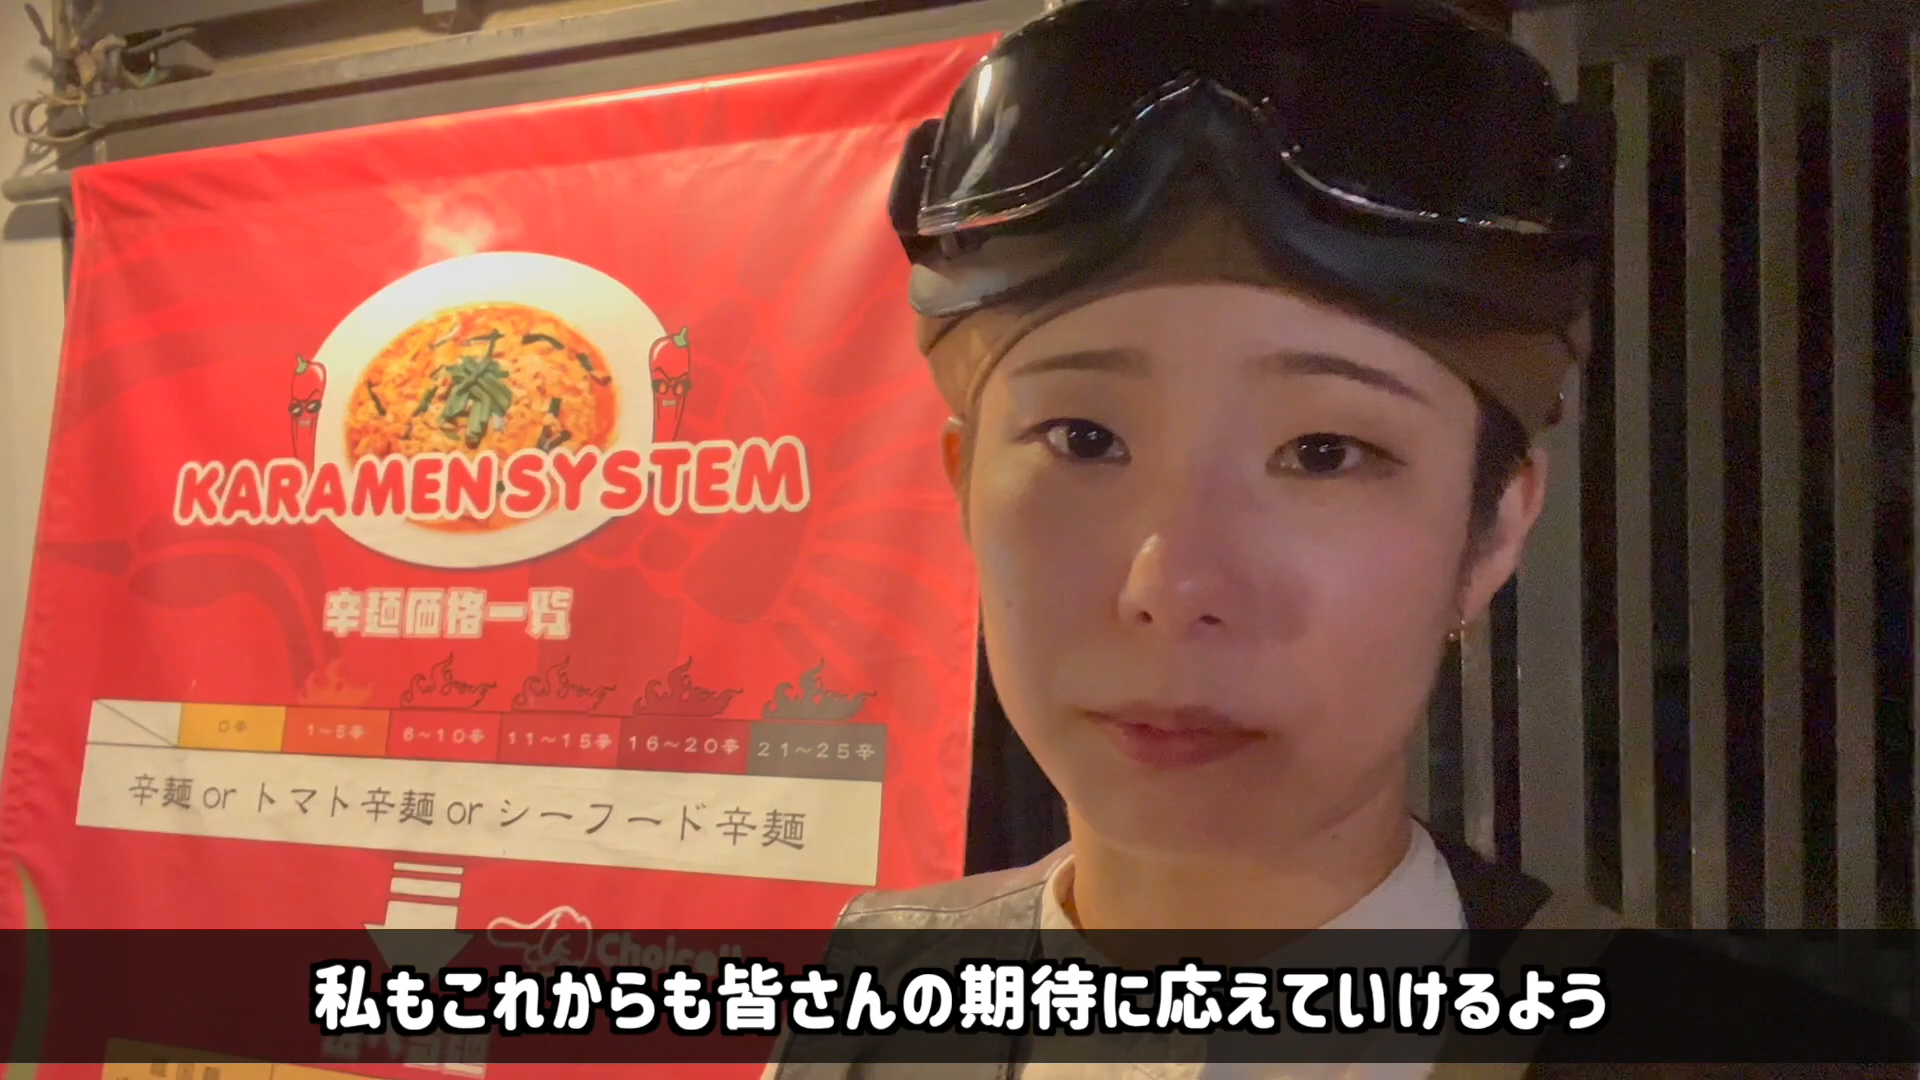 KARAMEN SYSTEM
辛麺価格一覧
0辛 1~5辛 6~10辛 11~15辛 16~20辛 21~25辛
辛麺 or トマト辛麺 or シーフード辛麺
私もこれからも皆さんの期待に応えていけるよう